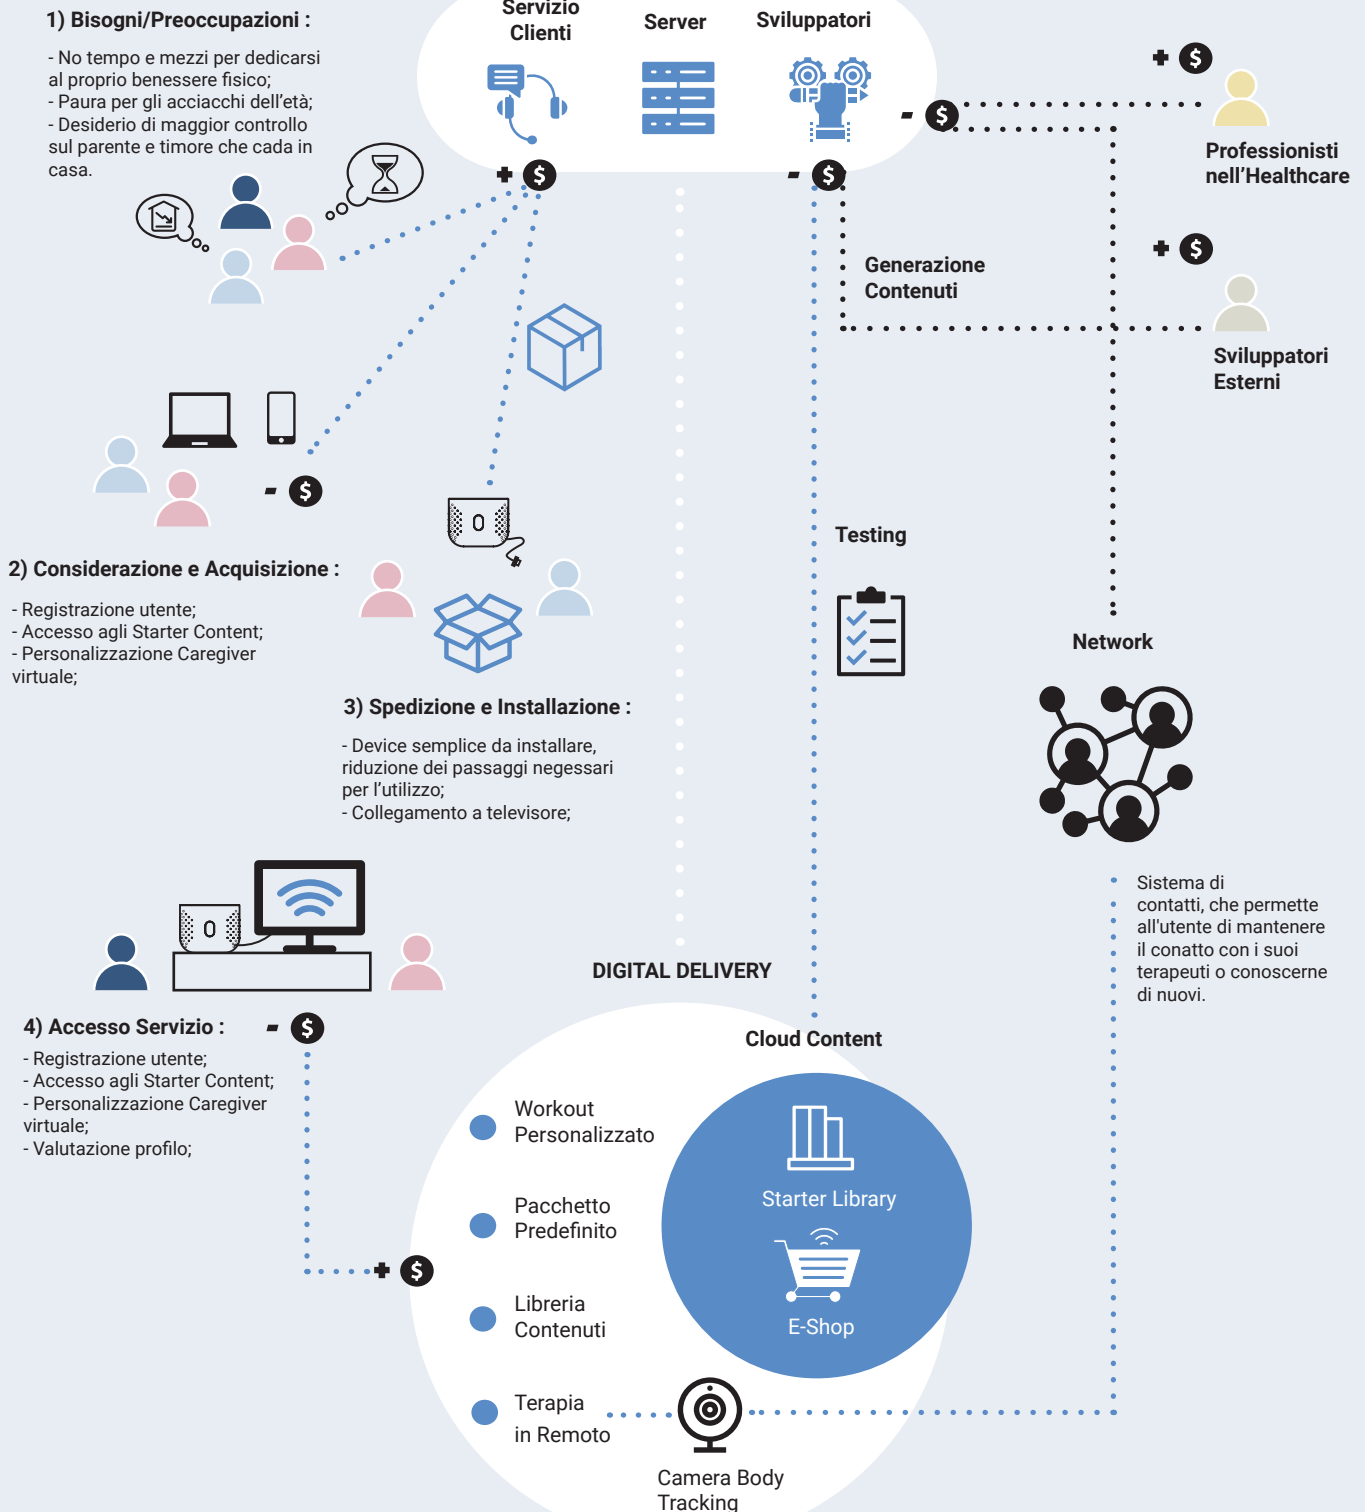 1) Bisogni/Preoccupazioni :
- No tempo e mezzi per dedicarsi
al proprio benessere fisico;
- Paura per gli acciacchi dell'età;
- Desiderio di maggior controllo
sul parente e timore che cada in
casa.
Servizio
Clienti
Server
Sviluppatori
+ $
- $
- $
+ $
Professionisti
nell'Healthcare
+ $
Sviluppatori
Esterni
Generazione
Contenuti
- $
2) Considerazione e Acquisizione :
- Registrazione utente;
- Accesso agli Starter Content;
- Personalizzazione Caregiver
virtuale;
3) Spedizione e Installazione :
- Device semplice da installare,
riduzione dei passaggi negessari
per l'utilizzo;
- Collegamento a televisore;
Testing
Network
Sistema di
contatti, che permette
all'utente di mantenere
il conatto con i suoi
terapeuti o conoscerne
di nuovi.
4) Accesso Servizio :
- $
- Registrazione utente;
- Accesso agli Starter Content;
- Personalizzazione Caregiver
virtuale;
- Valutazione profilo;
+ $
DIGITAL DELIVERY
Cloud Content
Workout
Personalizzato
Pacchetto
Predefinito
Libreria
Contenuti
Terapia
in Remoto
Starter Library
E-Shop
Camera Body
Tracking